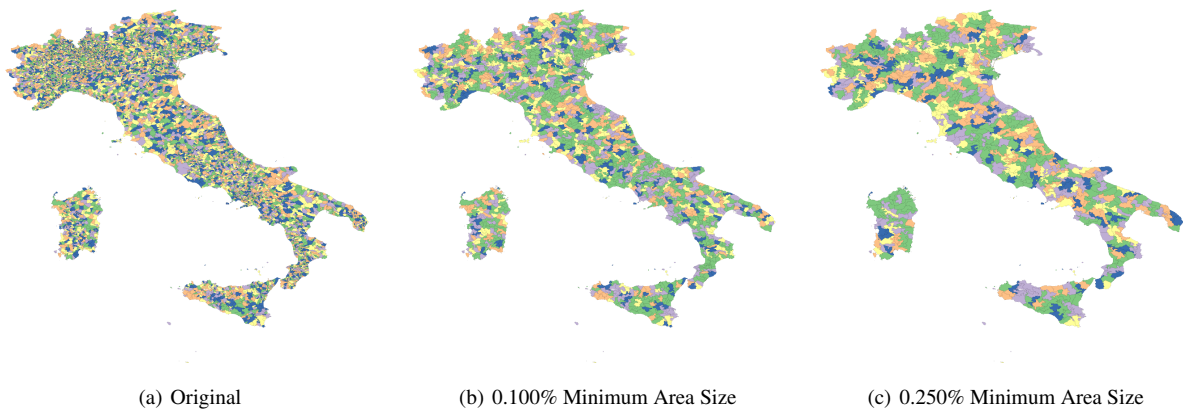 (a) Original
(b) 0.100% Minimum Area Size
(c) 0.250% Minimum Area Size